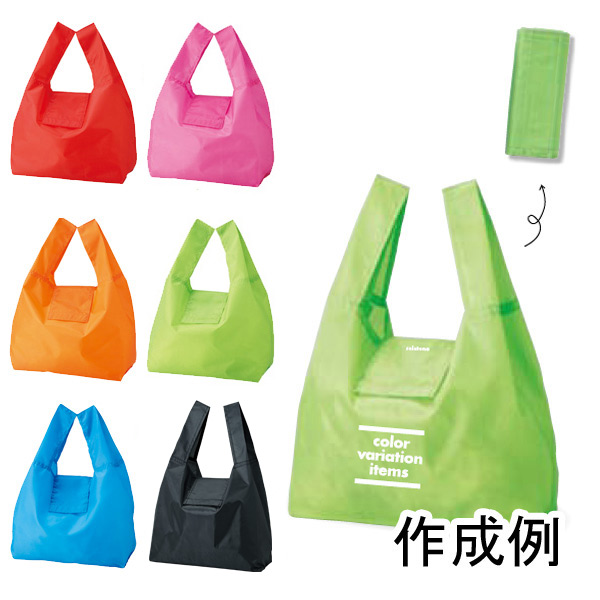 color
variation
items
作成例